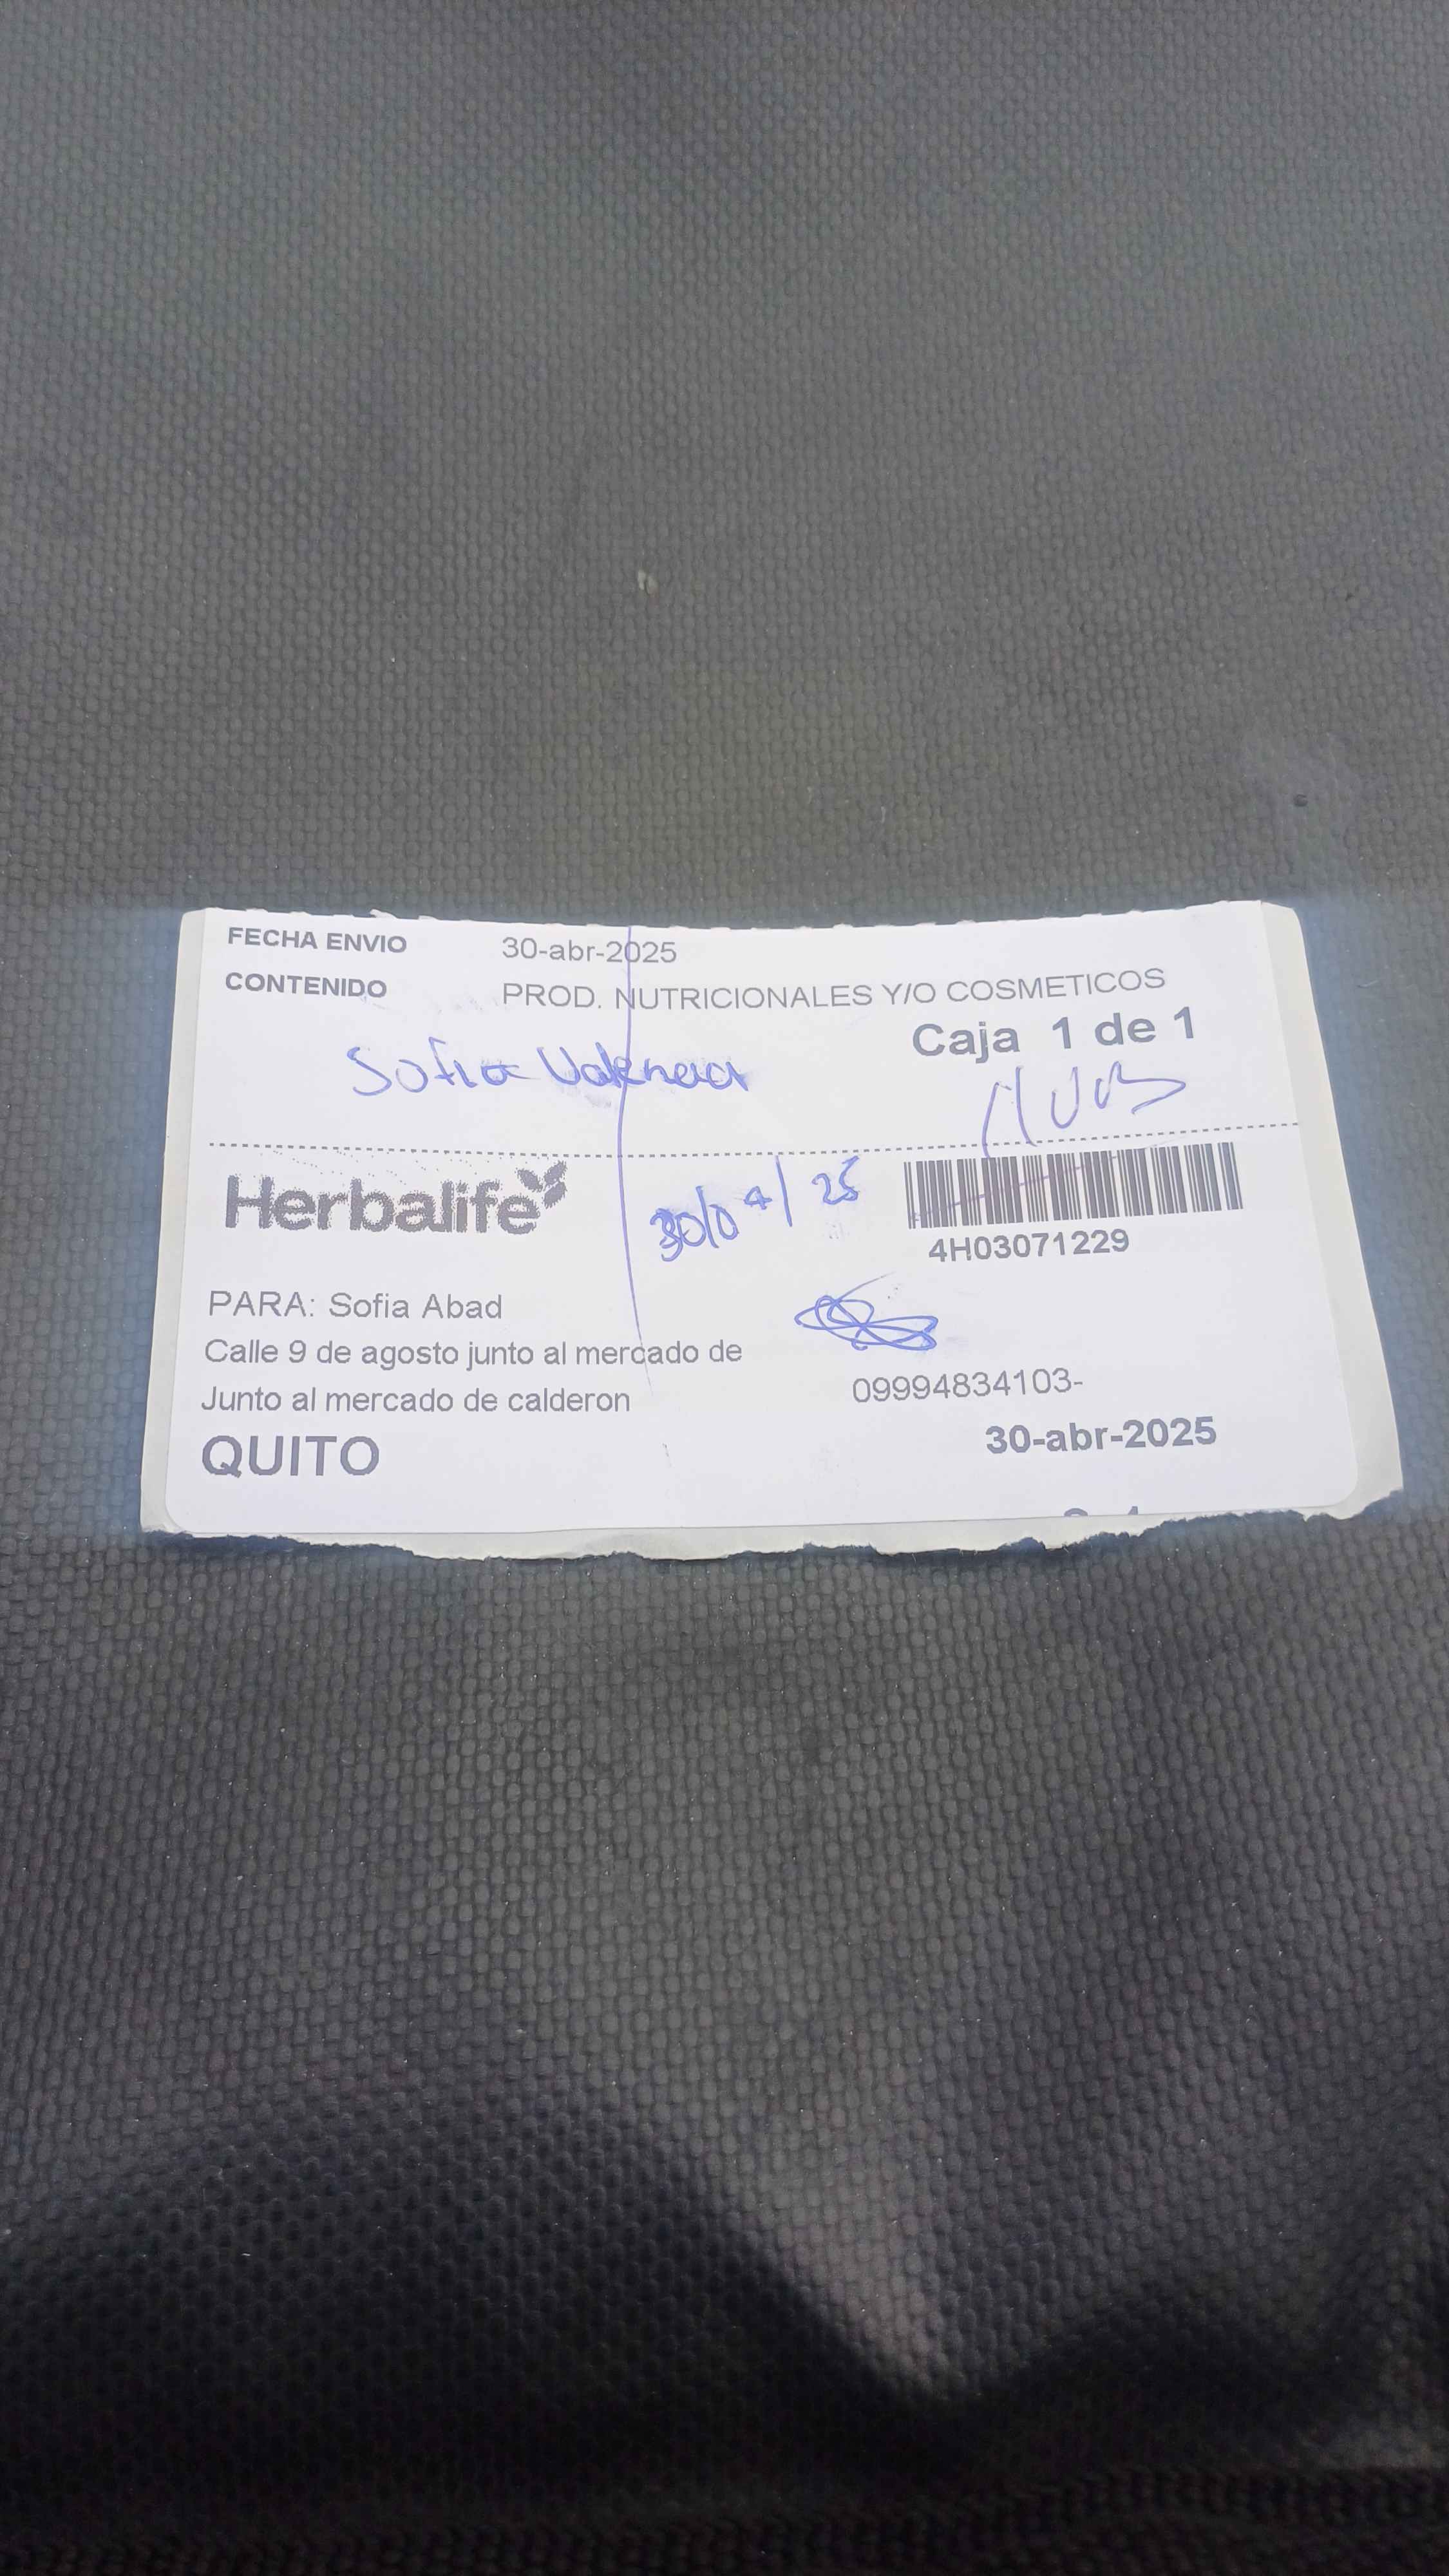 FECHA ENVIO 30-abr-2025
CONTENIDO PROD. NUTRICIONALES Y/O COSMETICOS
Caja 1 de 1
Sofia Valencia
Herbalife
30/04/25
4H03071229
PARA: Sofia Abad
Calle 9 de agosto junto al mercado de
Junto al mercado de calderon
09994834103-
QUITO
30-abr-2025